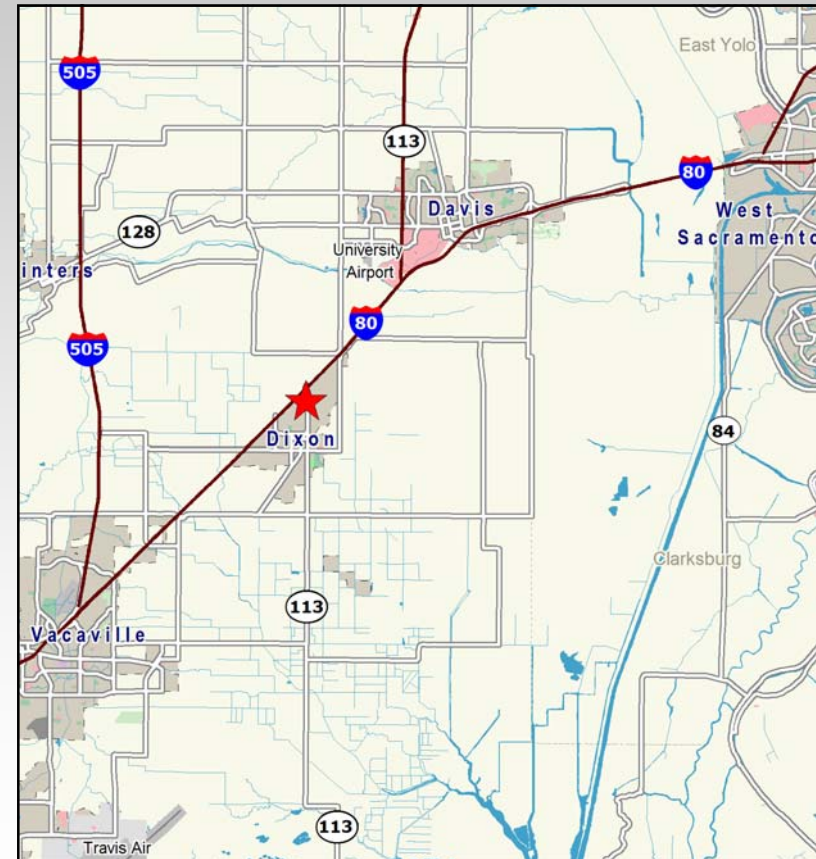 East Yolo
505
113
80
Davis
West
Sacramento
128
University
Airport
inters
80
505
Dixon
84
Clarksburg
113
Vacaville
113
Travis Air